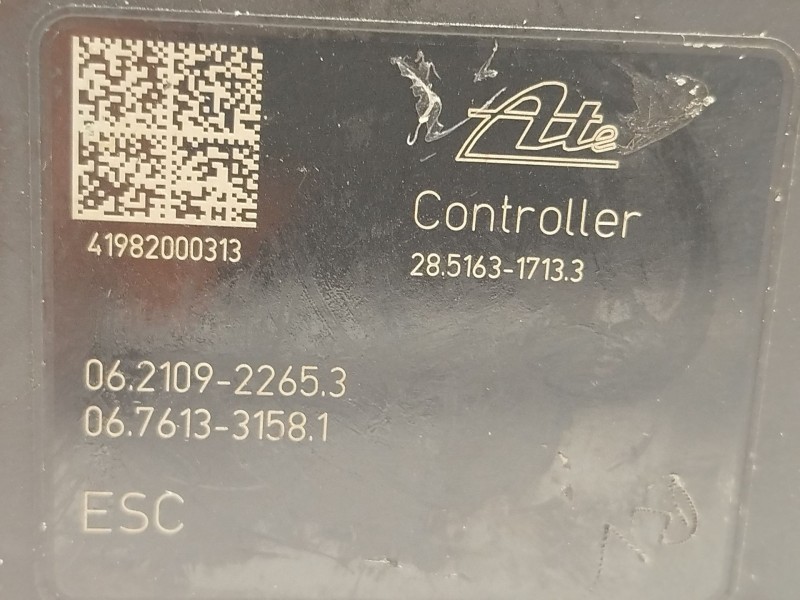 Ate
Controller
28.5163-1713.3
41982000313
06.2109-2265.3
06.7613-3158.1
ESC